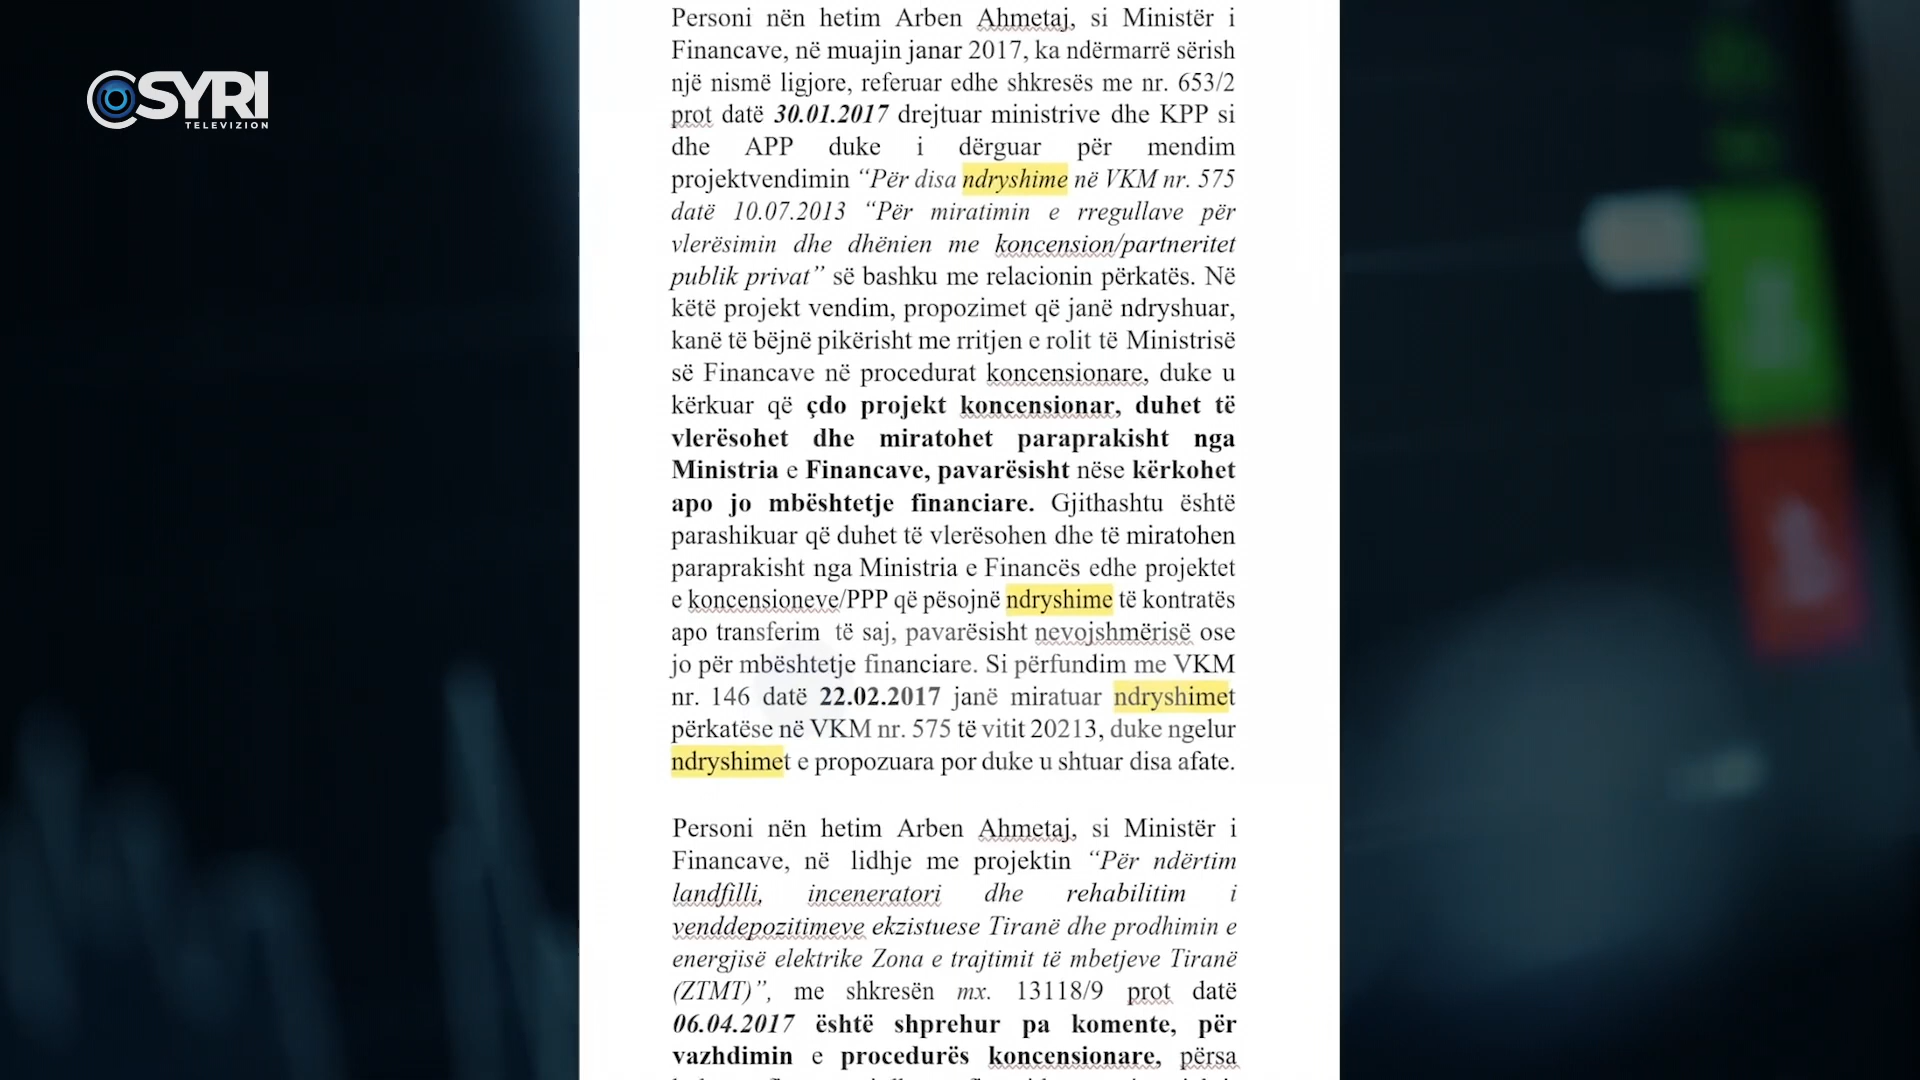 SYRI
TELEVIZION
Personi nën hetim Arben Ahmetaj, si Ministër i
Financave, në muajin janar 2017, ka ndërmarrë sërish
një nismë ligjore, referuar edhe shkresës me nr. 653/2
prot datë 30.01.2017 drejtuar ministrive dhe KPP si
dhe APP duke i dërguar për mendim
projektvendimin “Për disa ndryshime në VKM nr. 575
datë 10.07.2013 “Për miratimin e rregullave për
vlerësimin dhe dhënien me koncension/partneritet
publik privat” së bashku me relacionin përkatës. Në
këtë projekt vendim, propozimet që janë ndryshuar,
kanë të bëjnë pikërisht me rritjen e rolit të Ministrisë
së Financave në procedurat koncensionare, duke u
kërkuar që çdo projekt koncensionar, duhet të
vlerësohet dhe miratohet paraprakisht nga
Ministria e Financave, pavarësisht nëse kërkohet
apo jo mbështetje financiare. Gjithashtu është
parashikuar që duhet të vlerësohen dhe të miratohen
paraprakisht nga Ministria e Financës edhe projektet
e koncensioneve/PPP që pësojnë ndryshime të kontratës
apo transferim të saj, pavarësisht nevojshmërisë ose
jo për mbështetje financiare. Si përfundim me VKM
nr. 146 datë 22.02.2017 janë miratuar ndryshimet
përkatëse në VKM nr. 575 të vitit 20213, duke ngelur
ndryshimet e propozuara por duke u shtuar disa afate.
Personi nën hetim Arben Ahmetaj, si Ministër i
Financave, në lidhje me projektin “Për ndërtim
landfilli, inceneratori dhe rehabilitim i
venddepozitimeve ekzistuese Tiranë dhe prodhimin e
energjisë elektrike Zona e trajtimit të mbetjeve Tiranë
(ZTMT)”, me shkresën mx. 13118/9 prot datë
06.04.2017 është shprehur pa komente, për
vazhdimin e procedurës koncensionare, përsa